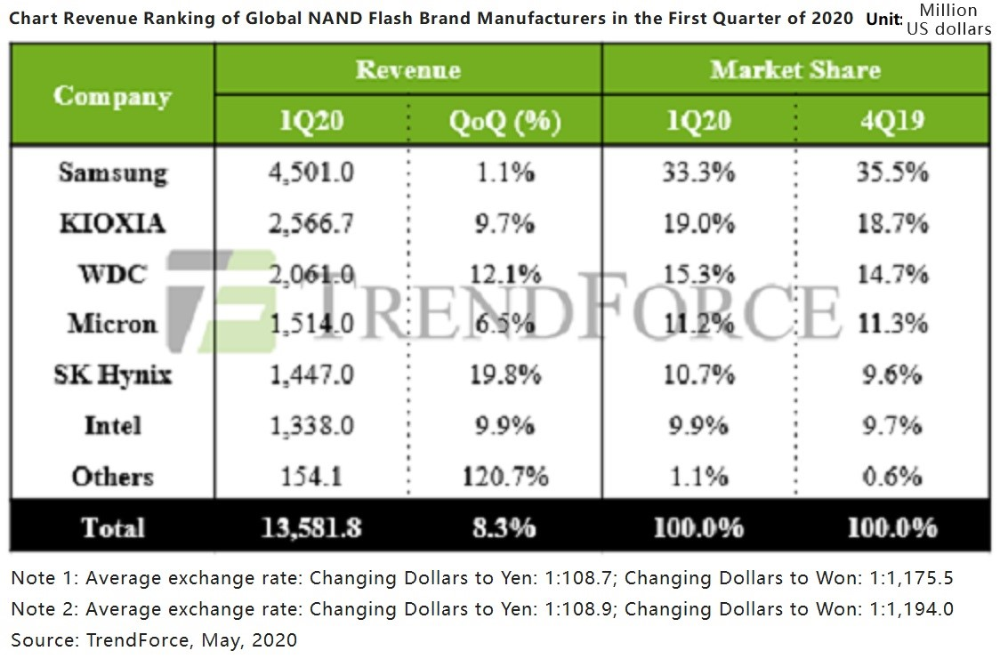 Chart Revenue Ranking of Global NAND Flash Brand Manufacturers in the First Quarter of 2020 Unit: Million US dollars
Company Revenue Market Share
1Q20 QoQ (%) 1Q20 4Q19
Samsung 4,501.0 1.1% 33.3% 35.5%
KIOXIA 2,566.7 9.7% 19.0% 18.7%
WDC 2,061.0 12.1% 15.3% 14.7%
TRENDFORCE
Micron 1,514.0 6.5% 11.2% 11.3%
SK Hynix 1,447.0 19.8% 10.7% 9.6%
Intel 1,338.0 9.9% 9.9% 9.7%
Others 154.1 120.7% 1.1% 0.6%
Total 13,581.8 8.3% 100.0% 100.0%
Note 1: Average exchange rate: Changing Dollars to Yen: 1:108.7; Changing Dollars to Won: 1:1,175.5
Note 2: Average exchange rate: Changing Dollars to Yen: 1:108.9; Changing Dollars to Won: 1:1,194.0
Source: TrendForce, May, 2020